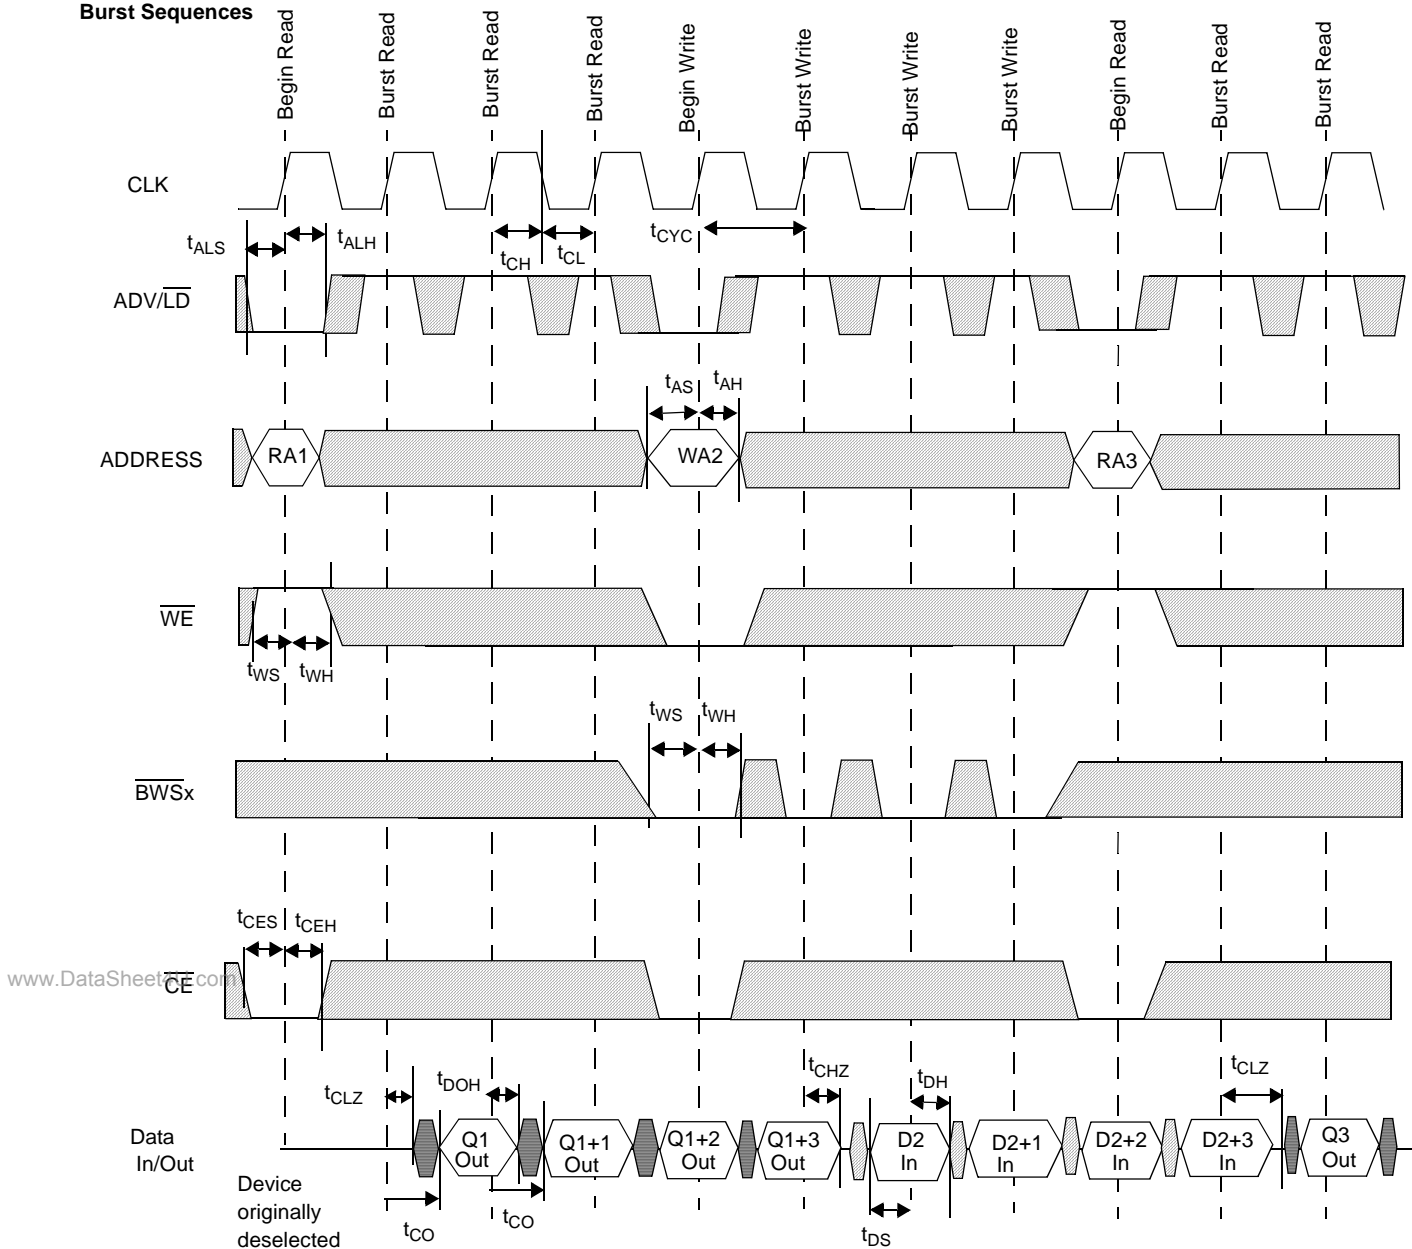 Burst Sequences
Begin Read
Burst Read
Burst Read
Burst Read
Begin Write
Burst Write
Burst Write
Burst Write
Begin Read
Burst Read
Burst Read
CLK
tALS
tALH
tCH
tCL
tCYC
ADV/LD
tAS
tAH
ADDRESS
RA1
WA2
RA3
WE
tWS
tWH
tWS
tWH
BWSx
tCES
tCEH
www.DataSheet4U.com
CE
tCLZ
tDOH
tCHZ
tDH
tCLZ
Data
In/Out
Q1
Out
Q1+1
Out
Q1+2
Out
Q1+3
Out
D2
In
D2+1
In
D2+2
In
D2+3
In
Q3
Out
Device
originally
deselected
tCO
tCO
tDS